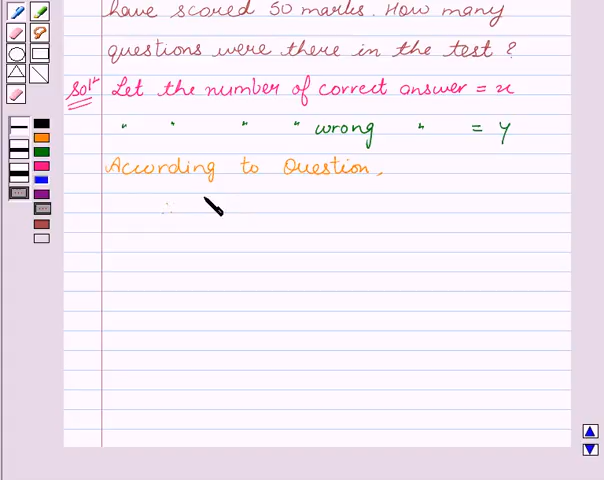 have scored 50 marks. How many
questions were there in the test ?
Solⁿ Let the number of correct answer = x
" " " " wrong " = y
According to Question,
∴